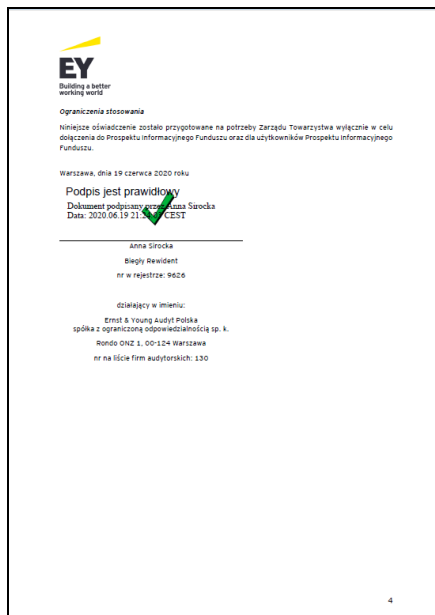 EY
Building a better
working world
Ograniczenia stosowania
Niniejsze oświadczenie zostało przygotowane na potrzeby Zarządu Towarzystwa wyłącznie w celu
dołączenia do Prospektu Informacyjnego Funduszu oraz dla użytkowników Prospektu Informacyjnego
Funduszu.
Warszawa, dnia 19 czerwca 2020 roku
Podpis jest prawidłowy
Dokument podpisany przez Anna Sirocka
Data: 2020.06.19 21:24 CEST
Anna Sirocka
Biegły Rewident
nr w rejestrze: 9626
działający w imieniu:
Ernst & Young Audyt Polska
spółka z ograniczoną odpowiedzialnością sp. k.
Rondo ONZ 1, 00-124 Warszawa
nr na liście firm audytorskich: 130
4